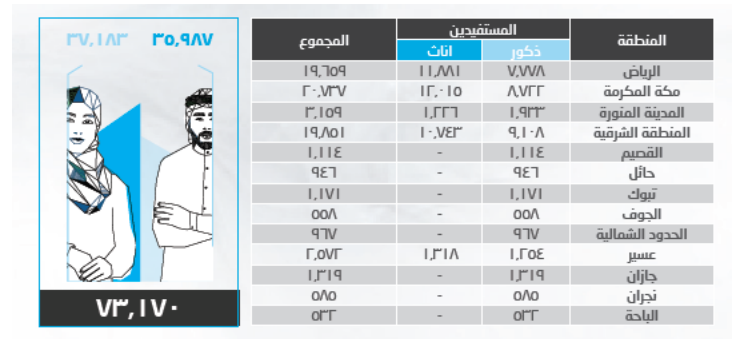 المنطقة المستفيدين المجموع
ذكور اناث
الرياض ٧,٧٧٨ ١١,٨٨١ ١٩,٦٥٩
مكة المكرمة ٨,٧٢٢ ١٢,٠١٥ ٢٠,٧٣٧
المدينة المنورة ١,٩٣٣ ١,٢٢٦ ٣,١٥٩
المنطقة الشرقية ٩,١٠٨ ١٠,٧٤٣ ١٩,٨٥١
القصيم ١,١١٤ - ١,١١٤
حائل ٩٤٦ - ٩٤٦
تبوك ١,١٧١ - ١,١٧١
الجوف ٥٥٨ - ٥٥٨
الحدود الشمالية ٩٦٧ - ٩٦٧
عسير ١,٢٥٤ ١,٣١٨ ٢,٥٧٢
جازان ١,٣١٩ - ١,٣١٩
نجران ٥٨٥ - ٥٨٥
الباحة ٥٣٢ - ٥٣٢
٣٥,٩٨٧ ٣٧,١٨٣
٧٣,١٧٠